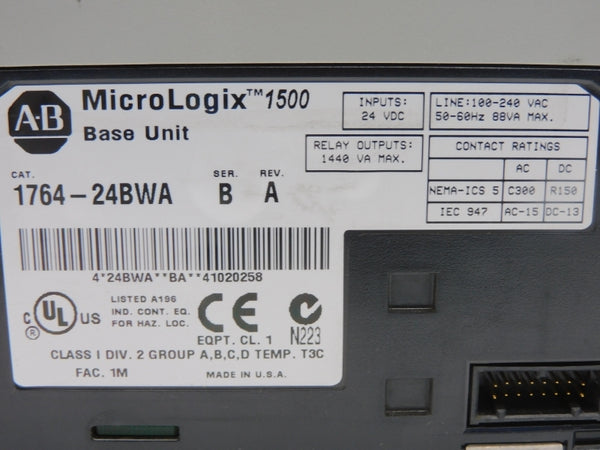 A-B
MicroLogix™ 1500
Base Unit
INPUTS:
24 VDC
LINE:100-240 VAC
50-60Hz 88VA MAX.
RELAY OUTPUTS:
1440 VA MAX.
CONTACT RATINGS
AC DC
NEMA-ICS 5 C300 R150
IEC 947 AC-15 DC-13
CAT. SER. REV.
1764-24BWA B A
4*24BWA**BA**41020258
C UL US
®
LISTED A196
IND. CONT. EQ.
FOR HAZ. LOC.
CE
EQPT. CL. 1
N223
CLASS I DIV. 2 GROUP A,B,C,D TEMP. T3C
FAC. 1M MADE IN U.S.A.